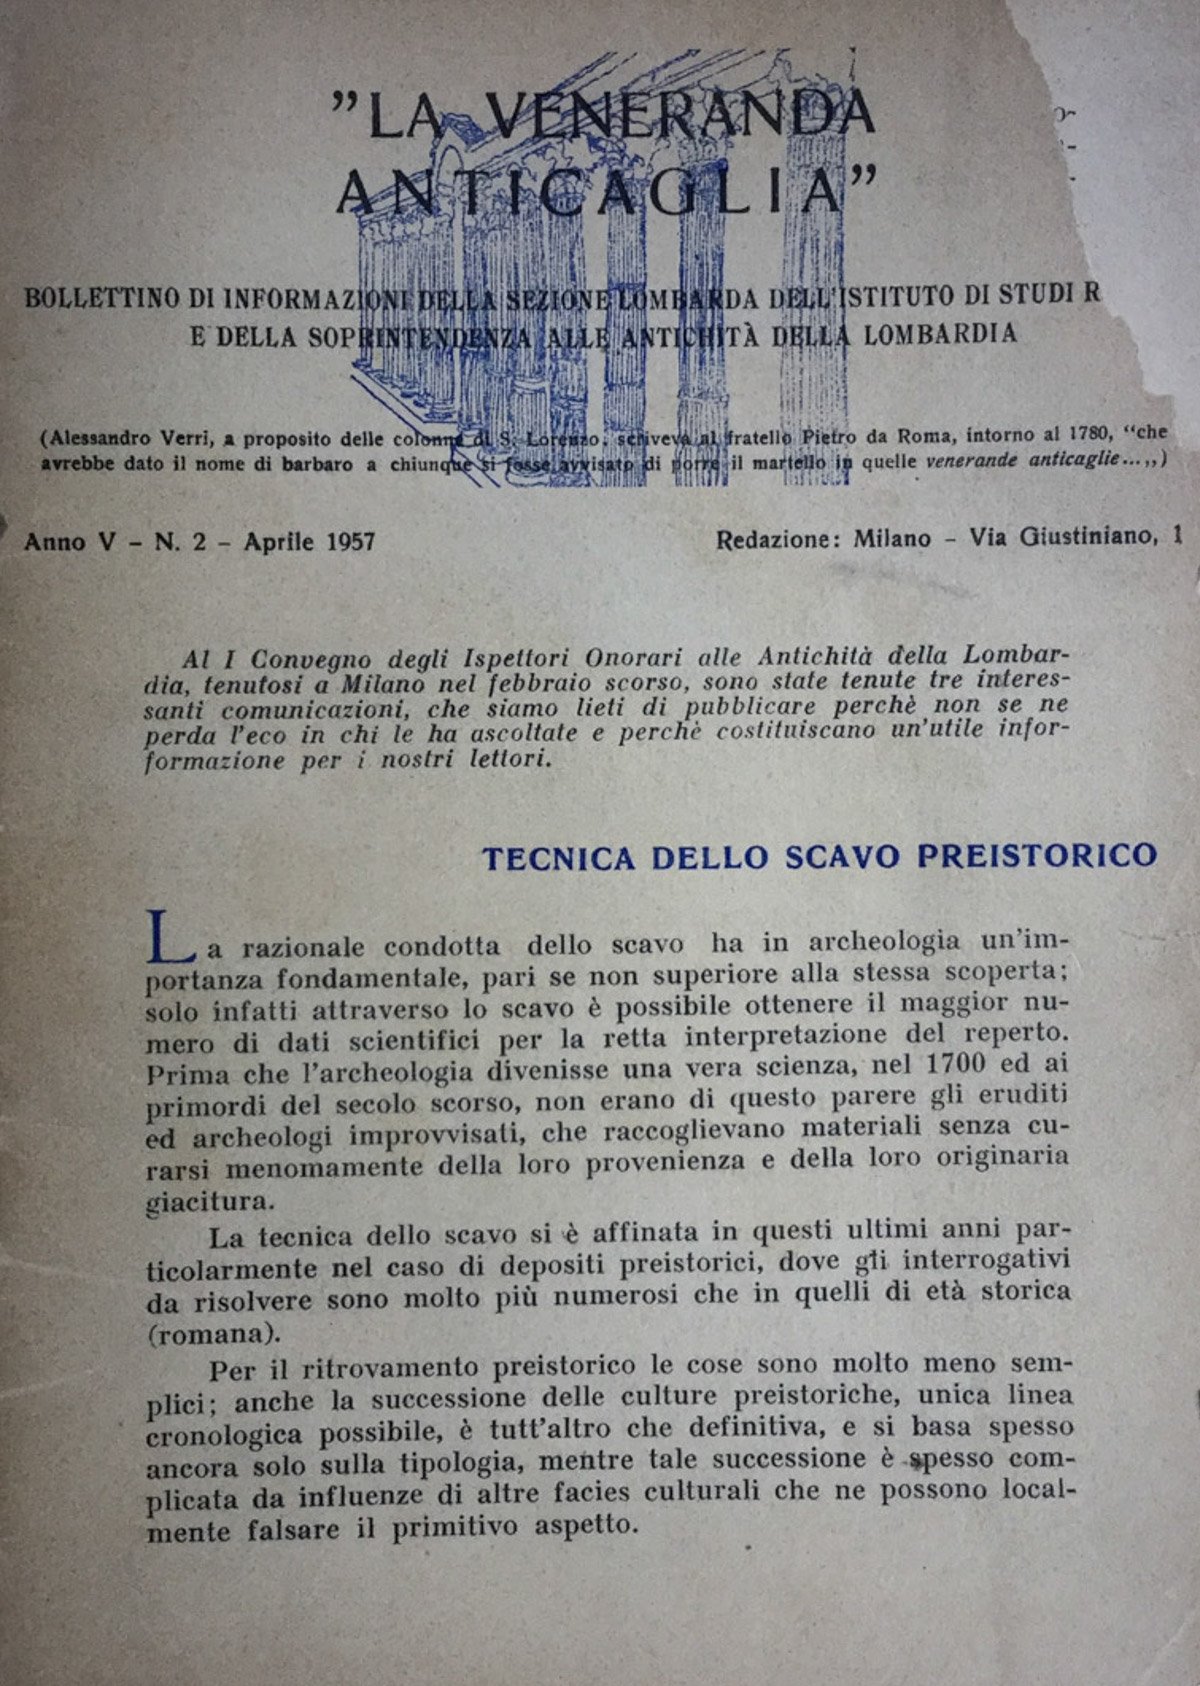 "LA VENERANDA
ANTICAGLIA"
BOLLETTINO DI INFORMAZIONI DELLA SEZIONE LOMBARDA DELL'ISTITUTO DI STUDI R
E DELLA SOPRINTENDENZA ALLE ANTICHITÀ DELLA LOMBARDIA
(Alessandro Verri, a proposito delle colonne di S. Lorenzo, scriveva al fratello Pietro da Roma, intorno al 1780, “che
avrebbe dato il nome di barbaro a chiunque si fosse avvisato di porre il martello in quelle venerande anticaglie...,,)
Anno V - N. 2 - Aprile 1957
Redazione: Milano - Via Giustiniano, 1
Al I Convegno degli Ispettori Onorari alle Antichità della Lombar-
dia, tenutosi a Milano nel febbraio scorso, sono state tenute tre interes-
santi comunicazioni, che siamo lieti di pubblicare perchè non se ne
perda l'eco in chi le ha ascoltate e perchè costituiscano un'utile infor-
formazione per i nostri lettori.
TECNICA DELLO SCAVO PREISTORICO
La razionale condotta dello scavo ha in archeologia un'im-
portanza fondamentale, pari se non superiore alla stessa scoperta;
solo infatti attraverso lo scavo è possibile ottenere il maggior nu-
mero di dati scientifici per la retta interpretazione del reperto.
Prima che l'archeologia divenisse una vera scienza, nel 1700 ed ai
primordi del secolo scorso, non erano di questo parere gli eruditi
ed archeologi improvvisati, che raccoglievano materiali senza cu-
rarsi menomamente della loro provenienza e della loro originaria
giacitura.
La tecnica dello scavo si è affinata in questi ultimi anni par-
ticolarmente nel caso di depositi preistorici, dove gli interrogativi
da risolvere sono molto più numerosi che in quelli di età storica
(romana).
Per il ritrovamento preistorico le cose sono molto meno sem-
plici; anche la successione delle culture preistoriche, unica linea
cronologica possibile, è tutt'altro che definitiva, e si basa spesso
ancora solo sulla tipologia, mentre tale successione è spesso com-
plicata da influenze di altre facies culturali che ne possono local-
mente falsare il primitivo aspetto.